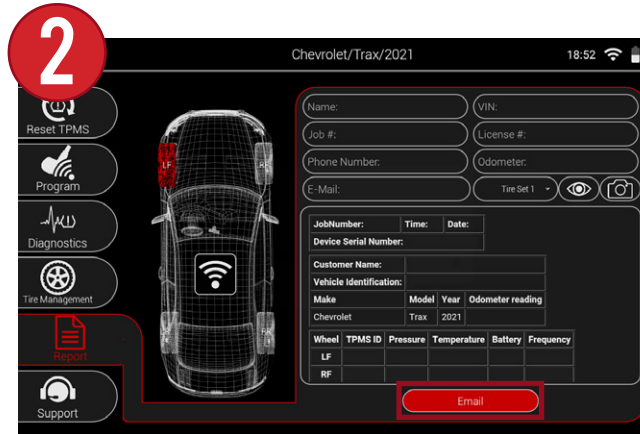 2
Chevrolet/Trax/2021
18:52
Reset TPMS
Program
Diagnostics
Tire Management
Report
Support
LF
RF
Name:
VIN:
Job #:
License #:
Phone Number:
Odometer:
E-Mail:
Tire Set 1
JobNumber: Time: Date:
Device Serial Number:
Customer Name:
Vehicle Identification:
Make Model Year Odometer reading
Chevrolet Trax 2021
Wheel TPMS ID Pressure Temperature Battery Frequency
LF
RF
Email